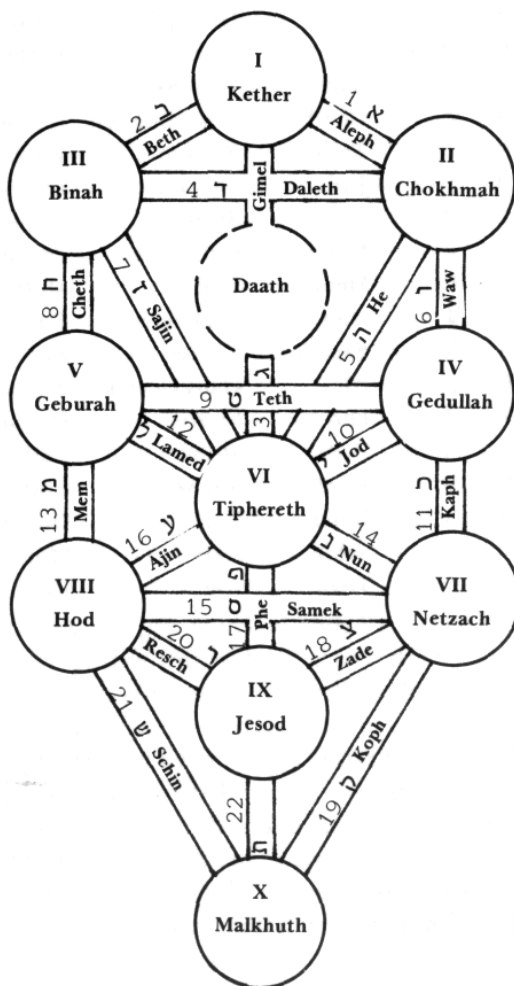 I
Kether
2 ב
Beth
1 א
Aleph
III
Binah
II
Chokhmah
4 ד
Daleth
Gimel
Daath
8 ח
Cheth
7 ז
Sajin
5 ה
He
6 ו
Waw
V
Geburah
IV
Gedullah
9 ט
Teth
3 ג
12 ל
Lamed
10 י
Jod
VI
Tiphereth
13 מ
Mem
11 כ
Kaph
16 ע
Ajin
14 נ
Nun
VIII
Hod
VII
Netzach
15 ס
Samek
17 פ
Phe
20 ר
Resch
18 צ
Zade
IX
Jesod
21 ש
Schin
19 ק
Koph
22 ת
X
Malkhuth